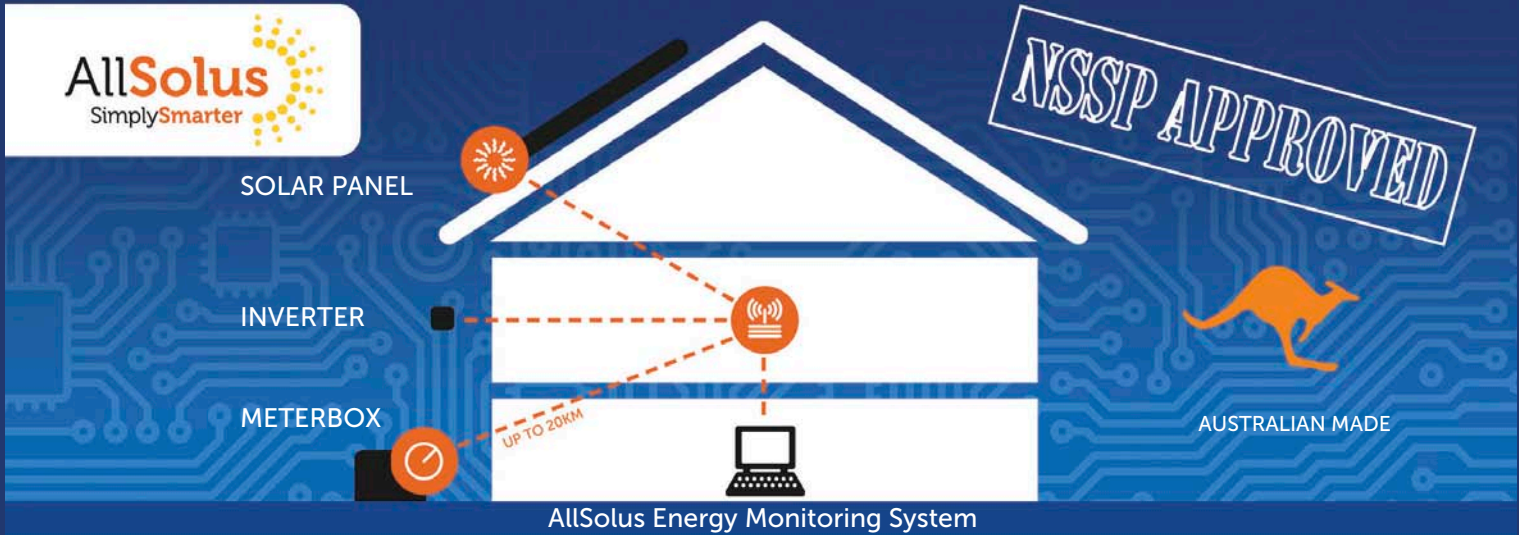 AllSolus
SimplySmarter
NSSP APPROVED
SOLAR PANEL
INVERTER
METERBOX
UP TO 20KM
AUSTRALIAN MADE
AllSolus Energy Monitoring System